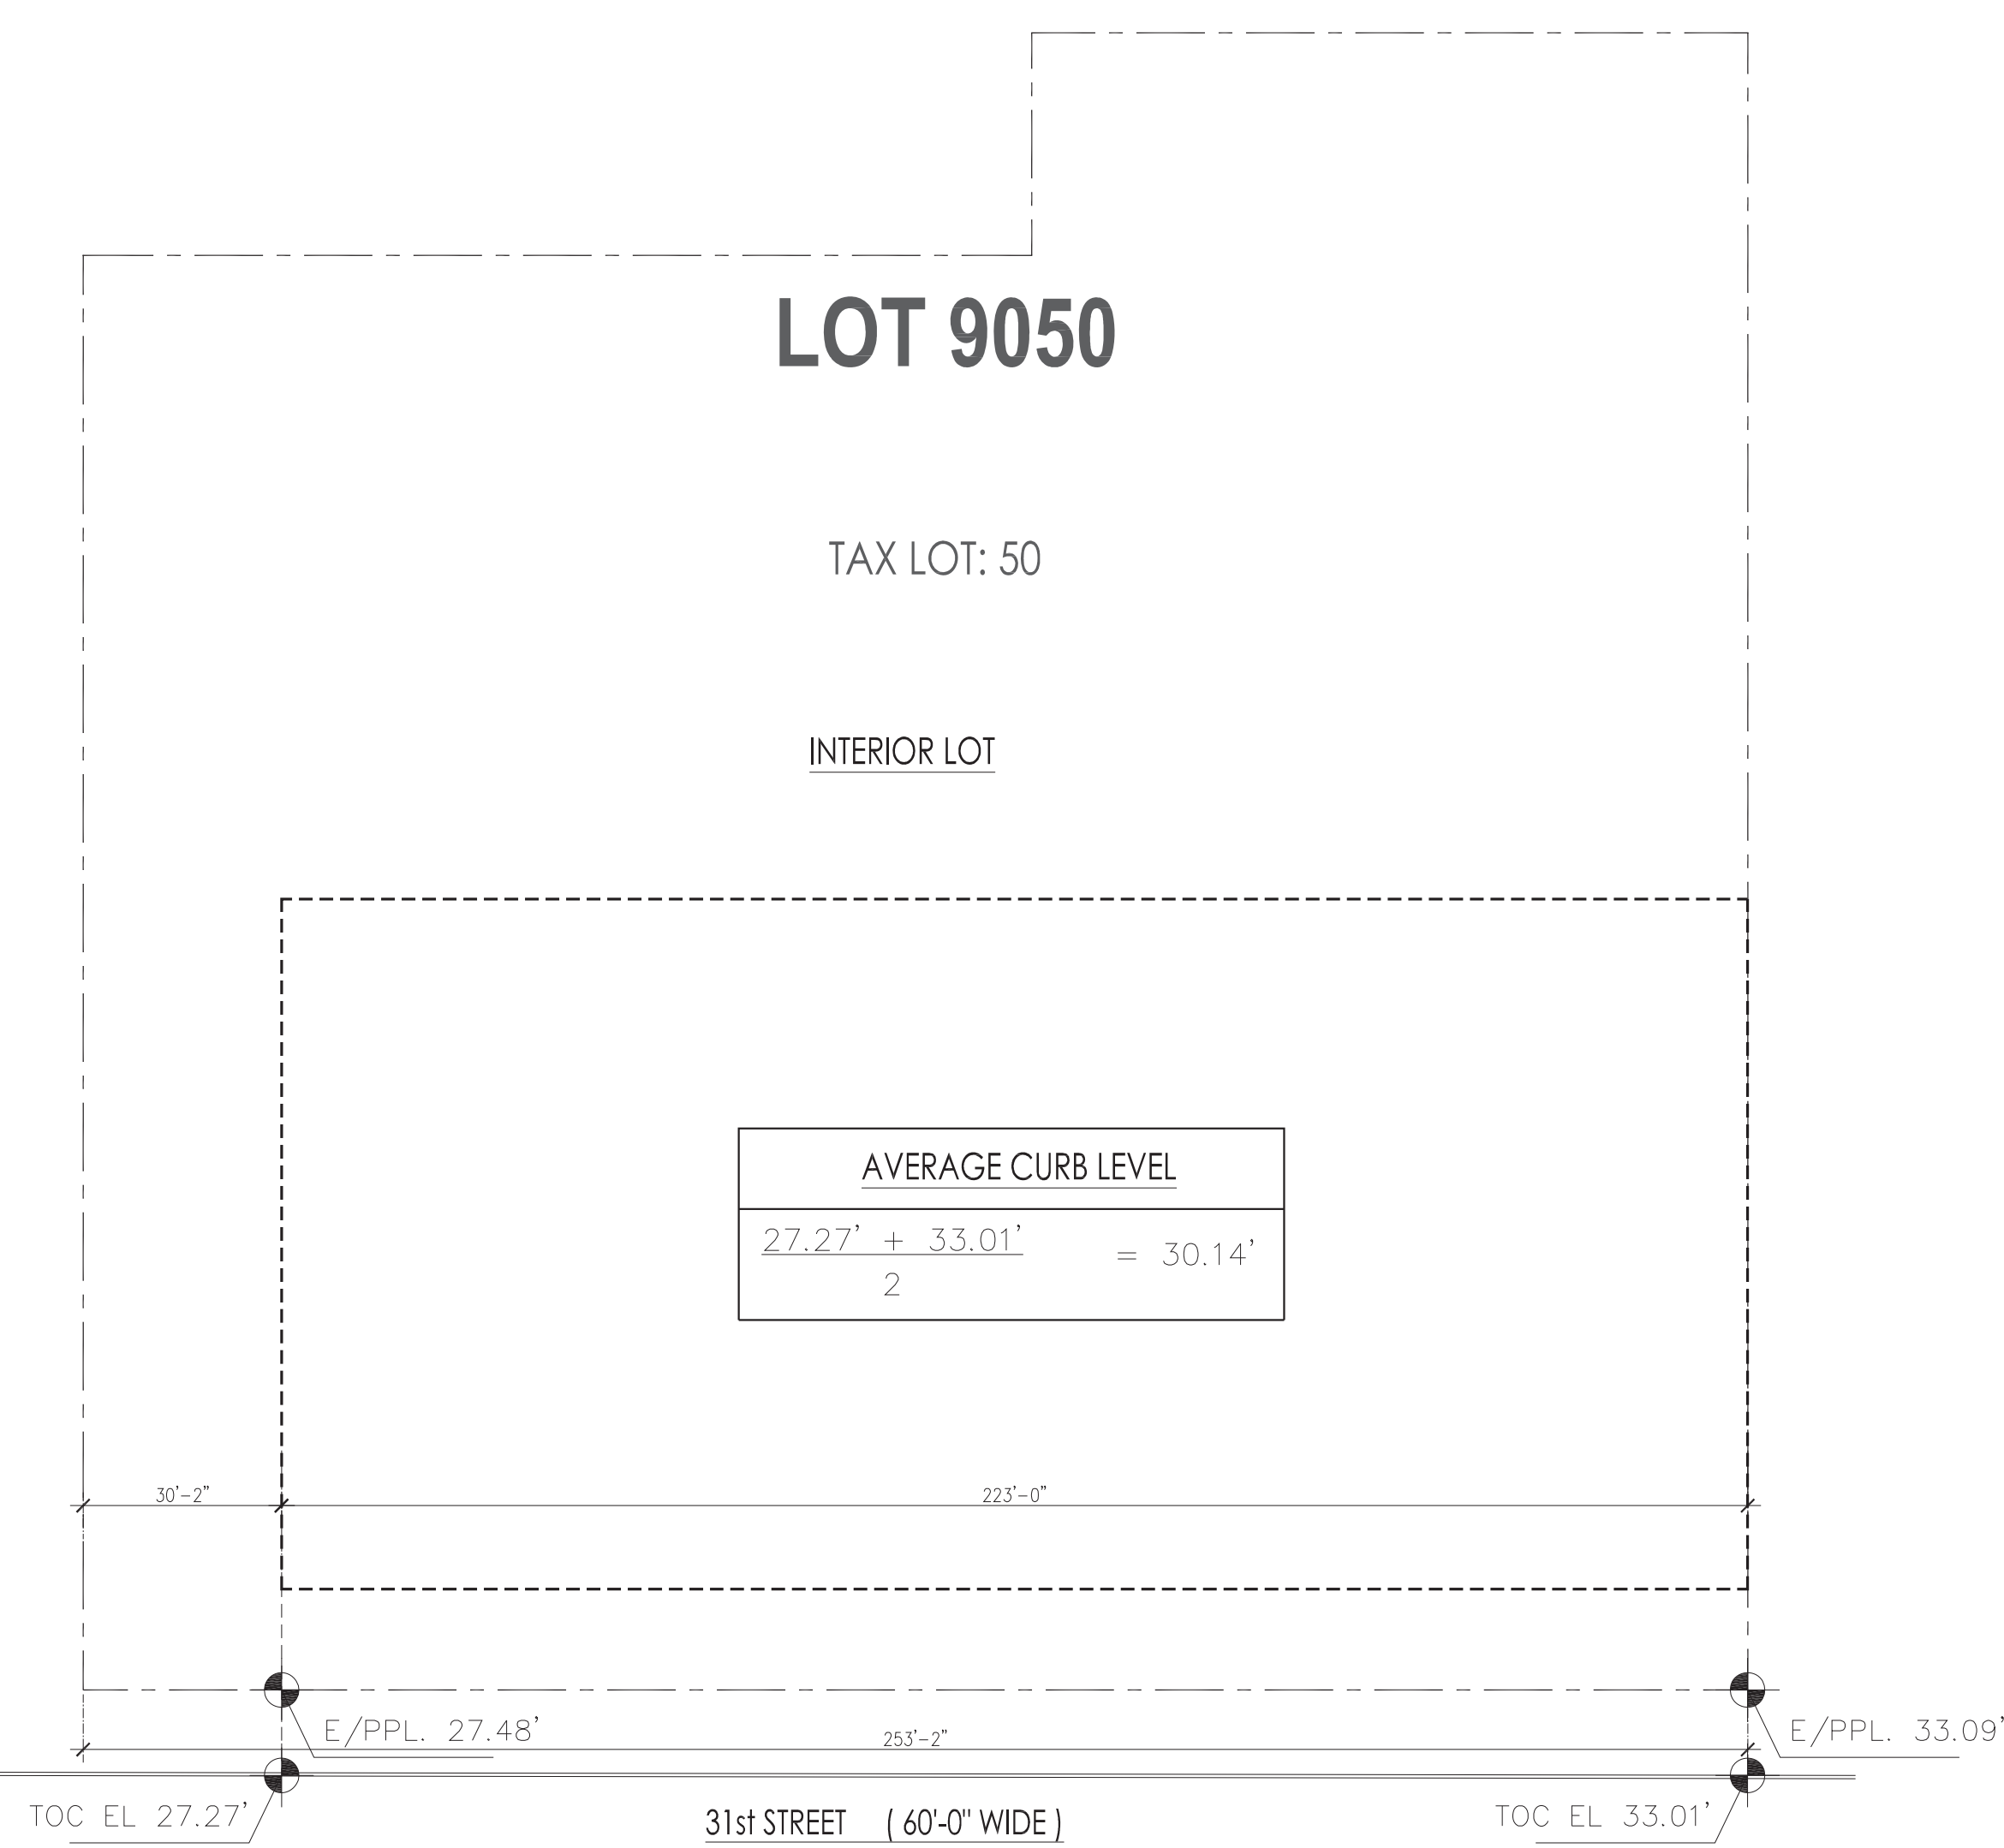 LOT 9050
TAX LOT: 50
INTERIOR LOT
AVERAGE CURB LEVEL
27.27' + 33.01'
= 30.14'
2
30'-2"
223'-0"
E/PPL. 27.48'
E/PPL. 33.09'
253'-2"
TOC EL 27.27'
31st STREET ( 60'-0" WIDE )
TOC EL 33.01'